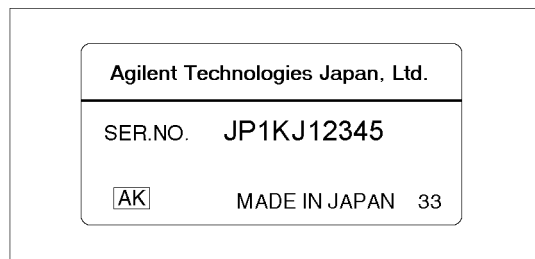 Agilent Technologies Japan, Ltd.
SER.NO. JP1KJ12345
AK MADE IN JAPAN 33